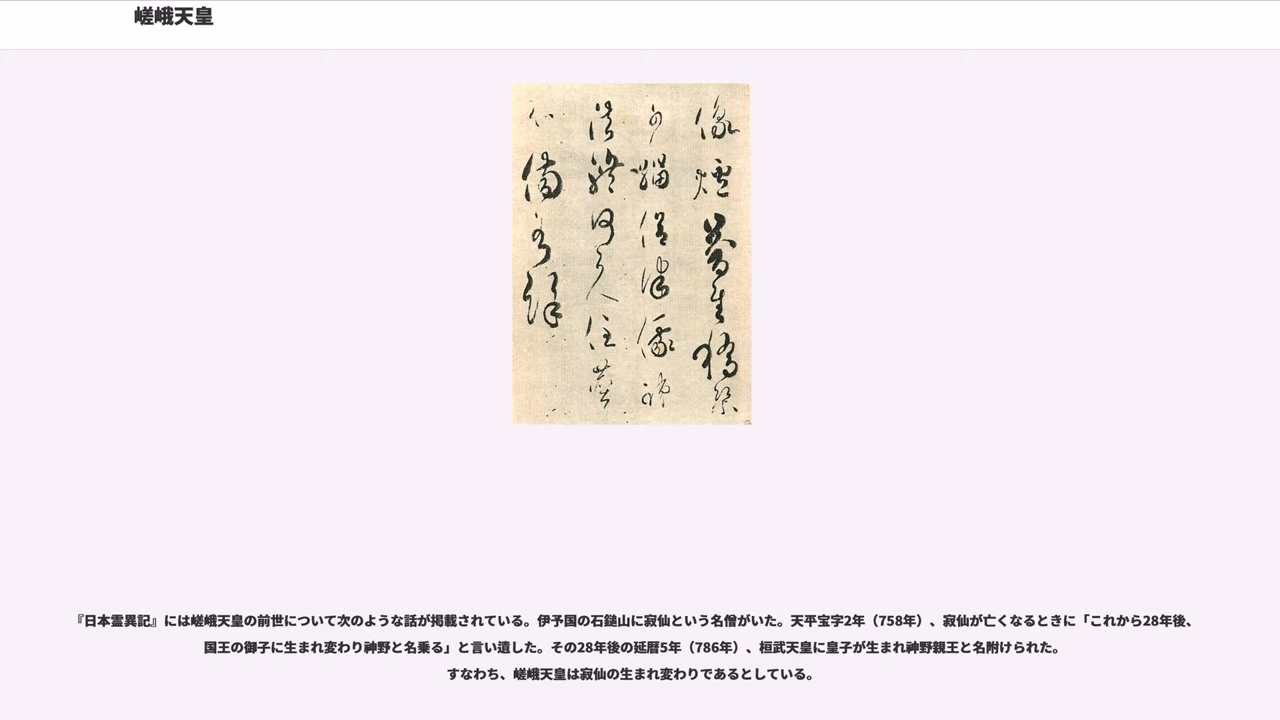 嵯峨天皇
『日本霊異記』には嵯峨天皇の前世について次のような話が掲載されている。伊予国の石鎚山に寂仙という名僧がいた。天平宝字2年（758年）、寂仙が亡くなるときに「これから28年後、
国王の御子に生まれ変わり神野と名乗る」と言い遺した。その28年後の延暦5年（786年）、桓武天皇に皇子が生まれ神野親王と名附けられた。
すなわち、嵯峨天皇は寂仙の生まれ変わりであるとしている。